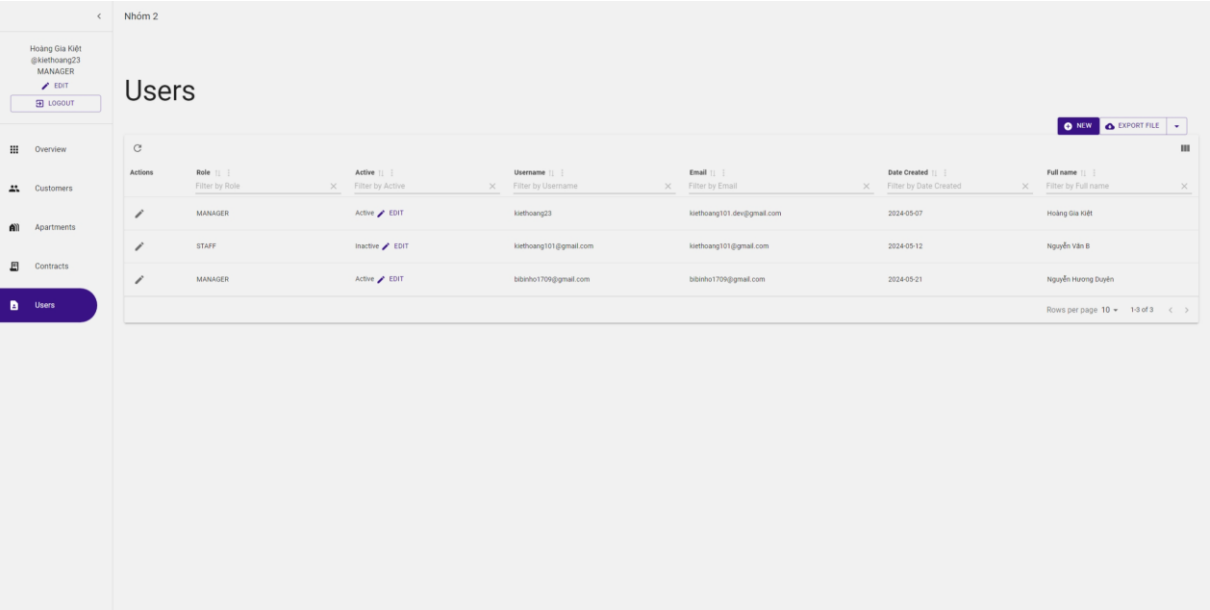 Nhóm 2
Hoàng Gia Kiệt
@kiethoang23
MANAGER
EDIT
LOGOUT
Overview
Customers
Apartments
Contracts
Users
Users
NEW EXPORT FILE
Actions Role Active Username Email Date Created Full name
Filter by Role Filter by Active Filter by Username Filter by Email Filter by Date Created Filter by Full name
MANAGER Active EDIT kiethoang23 kiethoang101.dev@gmail.com 2024-05-07 Hoàng Gia Kiệt
STAFF Inactive EDIT kiethoang101@gmail.com kiethoang101@gmail.com 2024-05-12 Nguyễn Văn B
MANAGER Active EDIT bibinho1709@gmail.com bibinho1709@gmail.com 2024-05-21 Nguyễn Hương Duyên
Rows per page 10 1-3 of 3